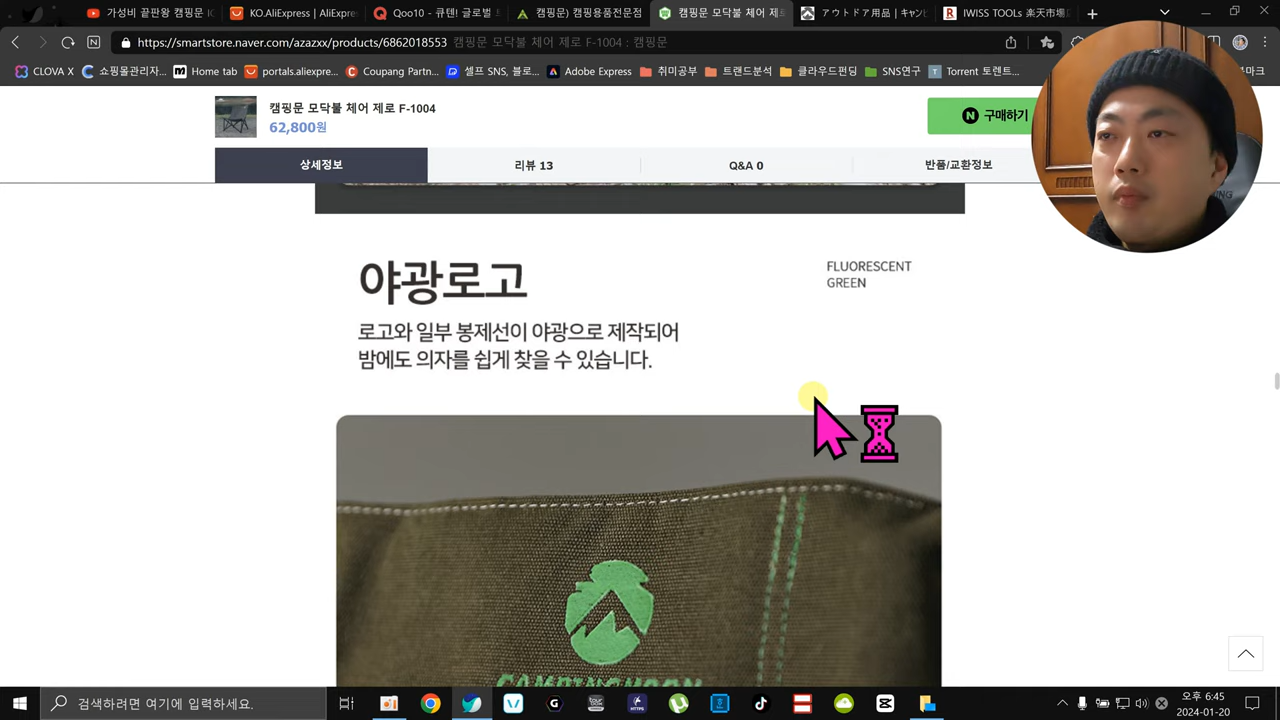 가성비 끝판왕 캠핑문
KO.AliExpress | AliExpre
Qoo10 - 큐텐! 글로벌
캠핑문) 캠핑용품전문점
캠핑문 모닥불 체어 제로
アウトドア用品 | キャン
IWISS TOOLs 楽天市場店
https://smartstore.naver.com/azazxx/products/6862018553 캠핑문 모닥불 체어 제로 F-1004 : 캠핑문
CLOVA X
쇼핑몰관리자...
Home tab
portals.aliexpre...
Coupang Partn...
셀프 SNS, 블로...
Adobe Express
취미공부
트랜드분석
클라우드펀딩
SNS연구
Torrent 토렌트...
마크
캠핑문 모닥불 체어 제로 F-1004
62,800원
N 구매하기
상세정보
리뷰 13
Q&A 0
반품/교환정보
야광로고
FLUORESCENT
GREEN
로고와 일부 봉제선이 야광으로 제작되어
밤에도 의자를 쉽게 찾을 수 있습니다.
검색하려면 여기에 입력하세요.
오후 6:45
2024-01-20